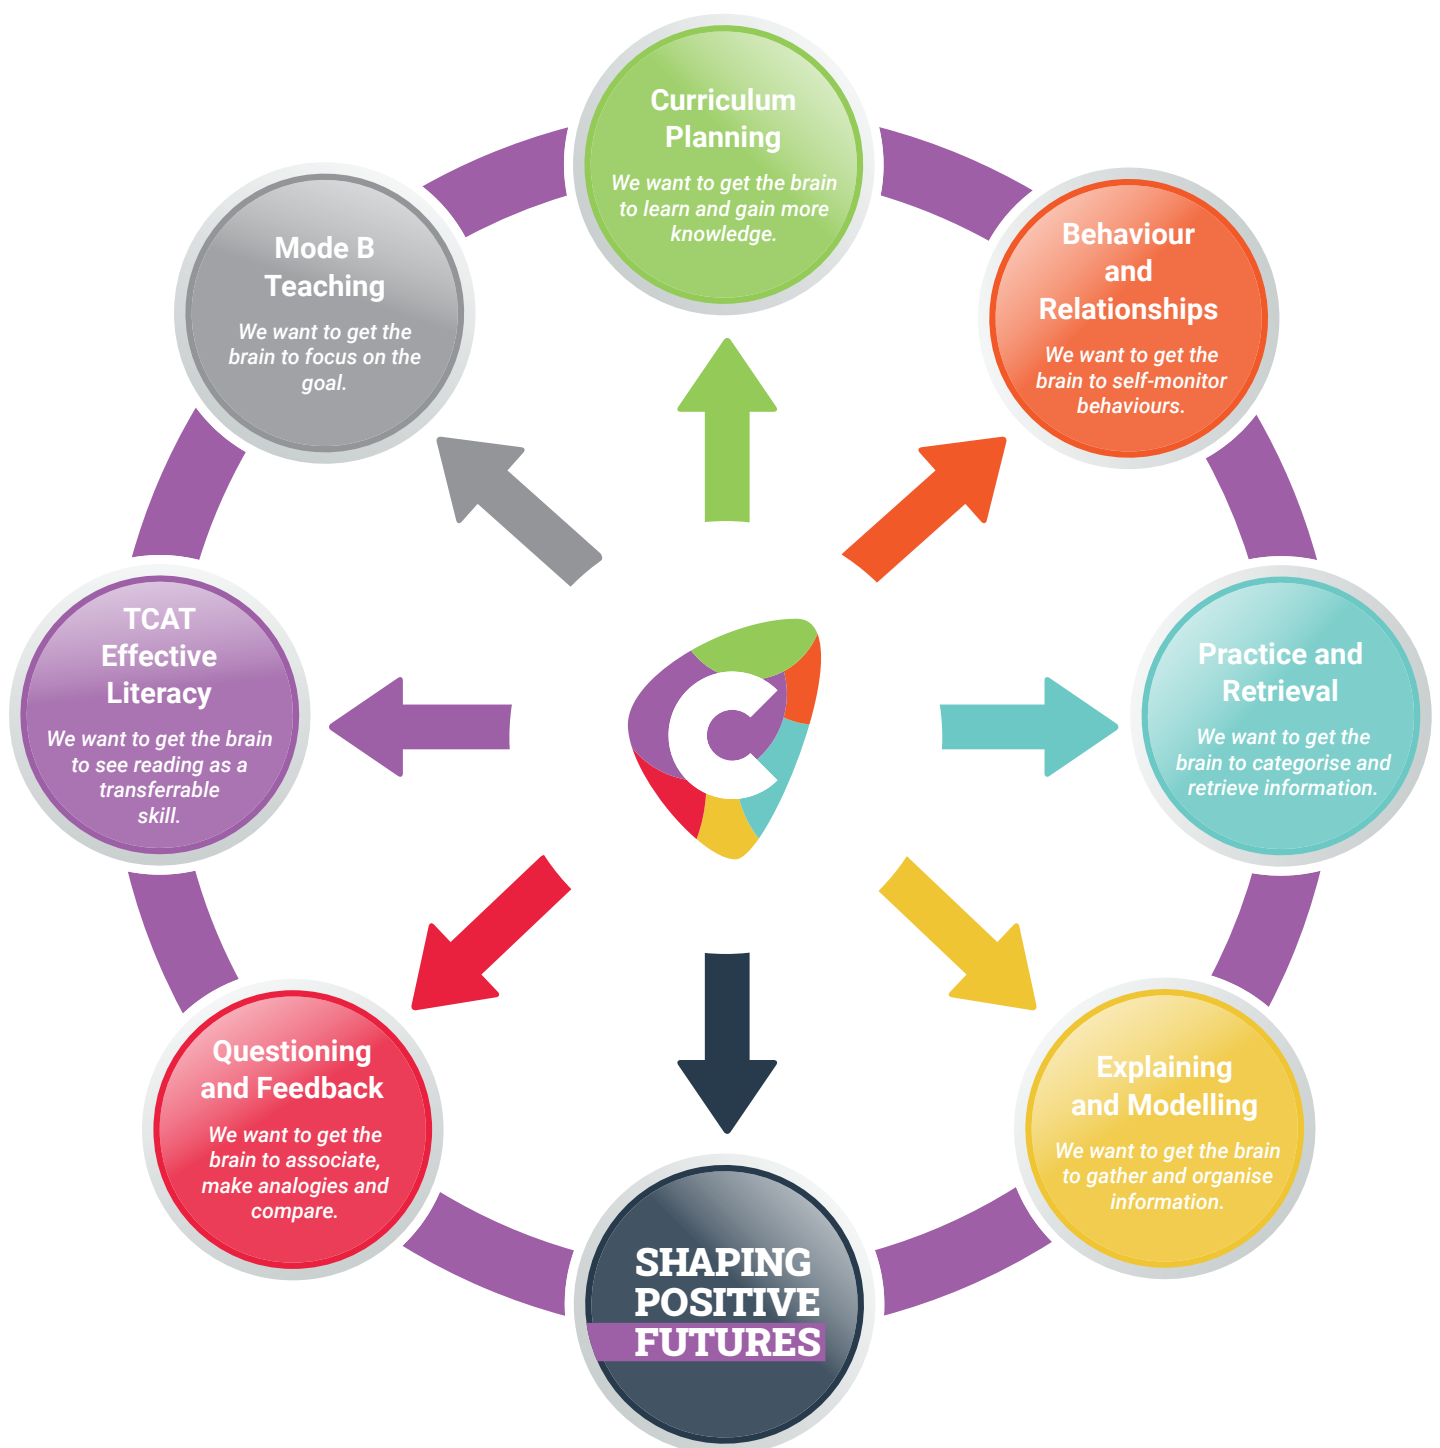 Curriculum
Planning
We want to get the brain
to learn and gain more
knowledge.
Behaviour
and
Relationships
We want to get the
brain to self-monitor
behaviours.
Practice and
Retrieval
We want to get the
brain to categorise and
retrieve information.
Explaining
and Modelling
We want to get the brain
to gather and organise
information.
SHAPING
POSITIVE
FUTURES
Questioning
and Feedback
We want to get the
brain to associate,
make analogies and
compare.
TCAT
Effective
Literacy
We want to get the brain
to see reading as a
transferrable
skill.
Mode B
Teaching
We want to get the
brain to focus on the
goal.
C